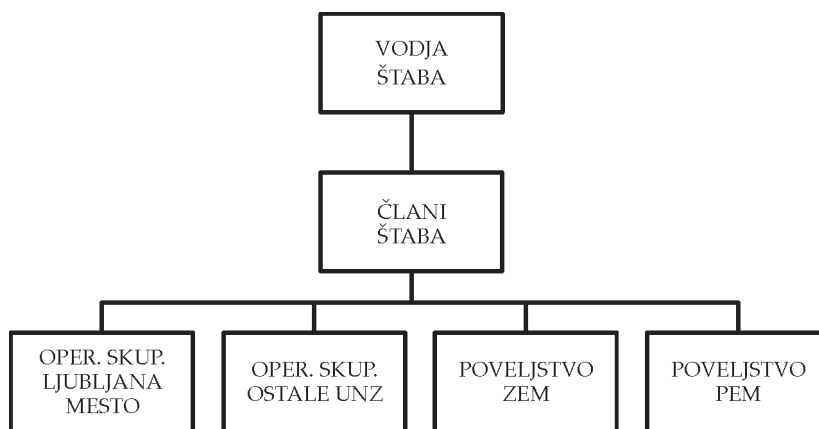 VODJA
ŠTABA
ČLANI
ŠTABA
OPER. SKUP.
LJUBLJANA
MESTO
OPER. SKUP.
OSTALE UNZ
POVELJSTVO
ZEM
POVELJSTVO
PEM